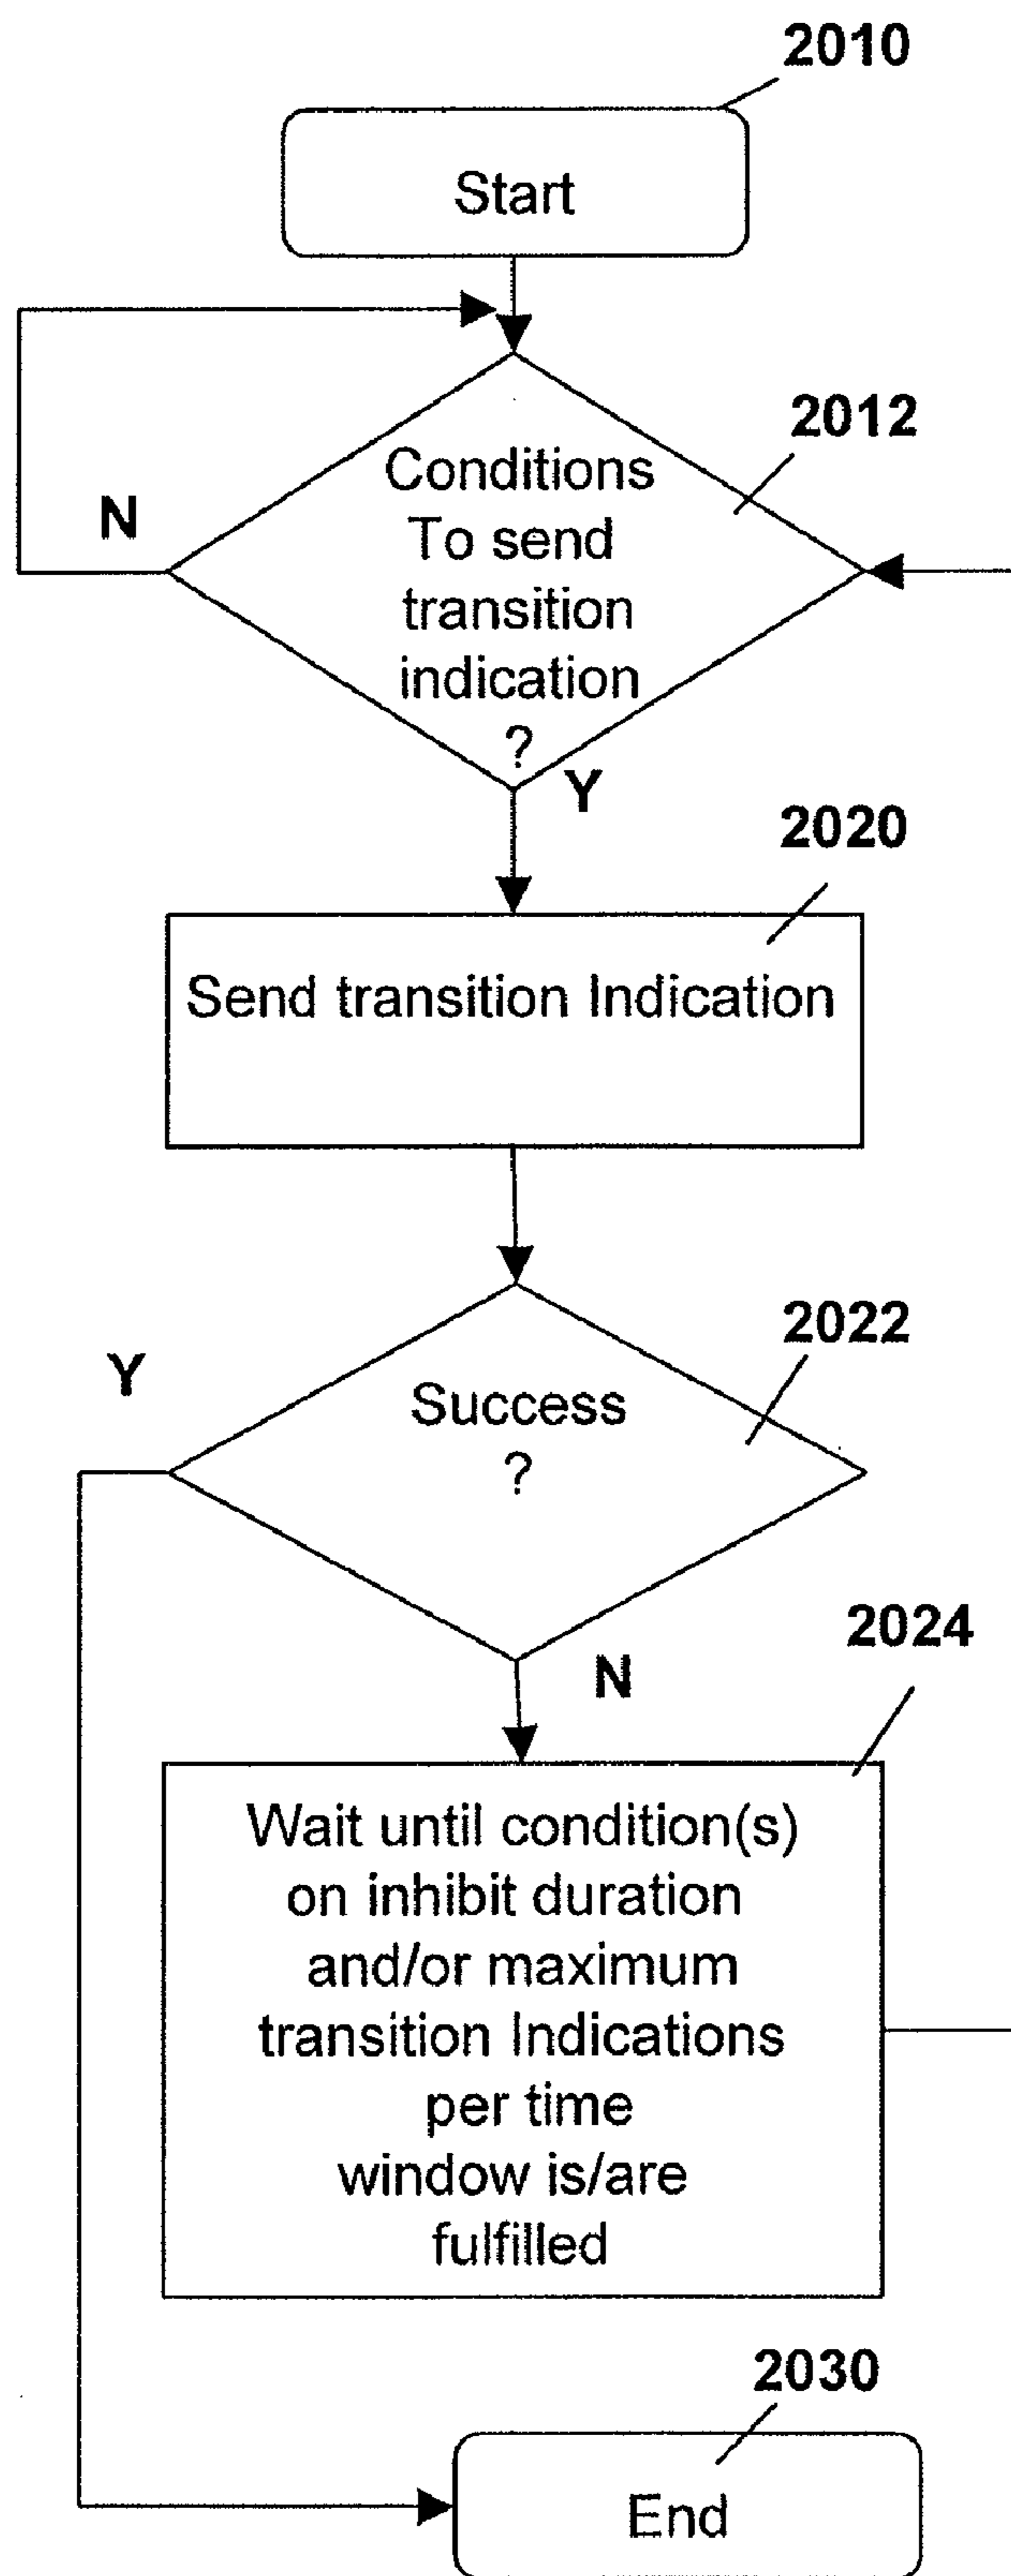 2010
Start
2012
Conditions
To send
transition
indication
?
N
Y
2020
Send transition Indication
2022
Y
Success
?
2024
N
Wait until condition(s)
on inhibit duration
and/or maximum
transition Indications
per time
window is/are
fulfilled
2030
End